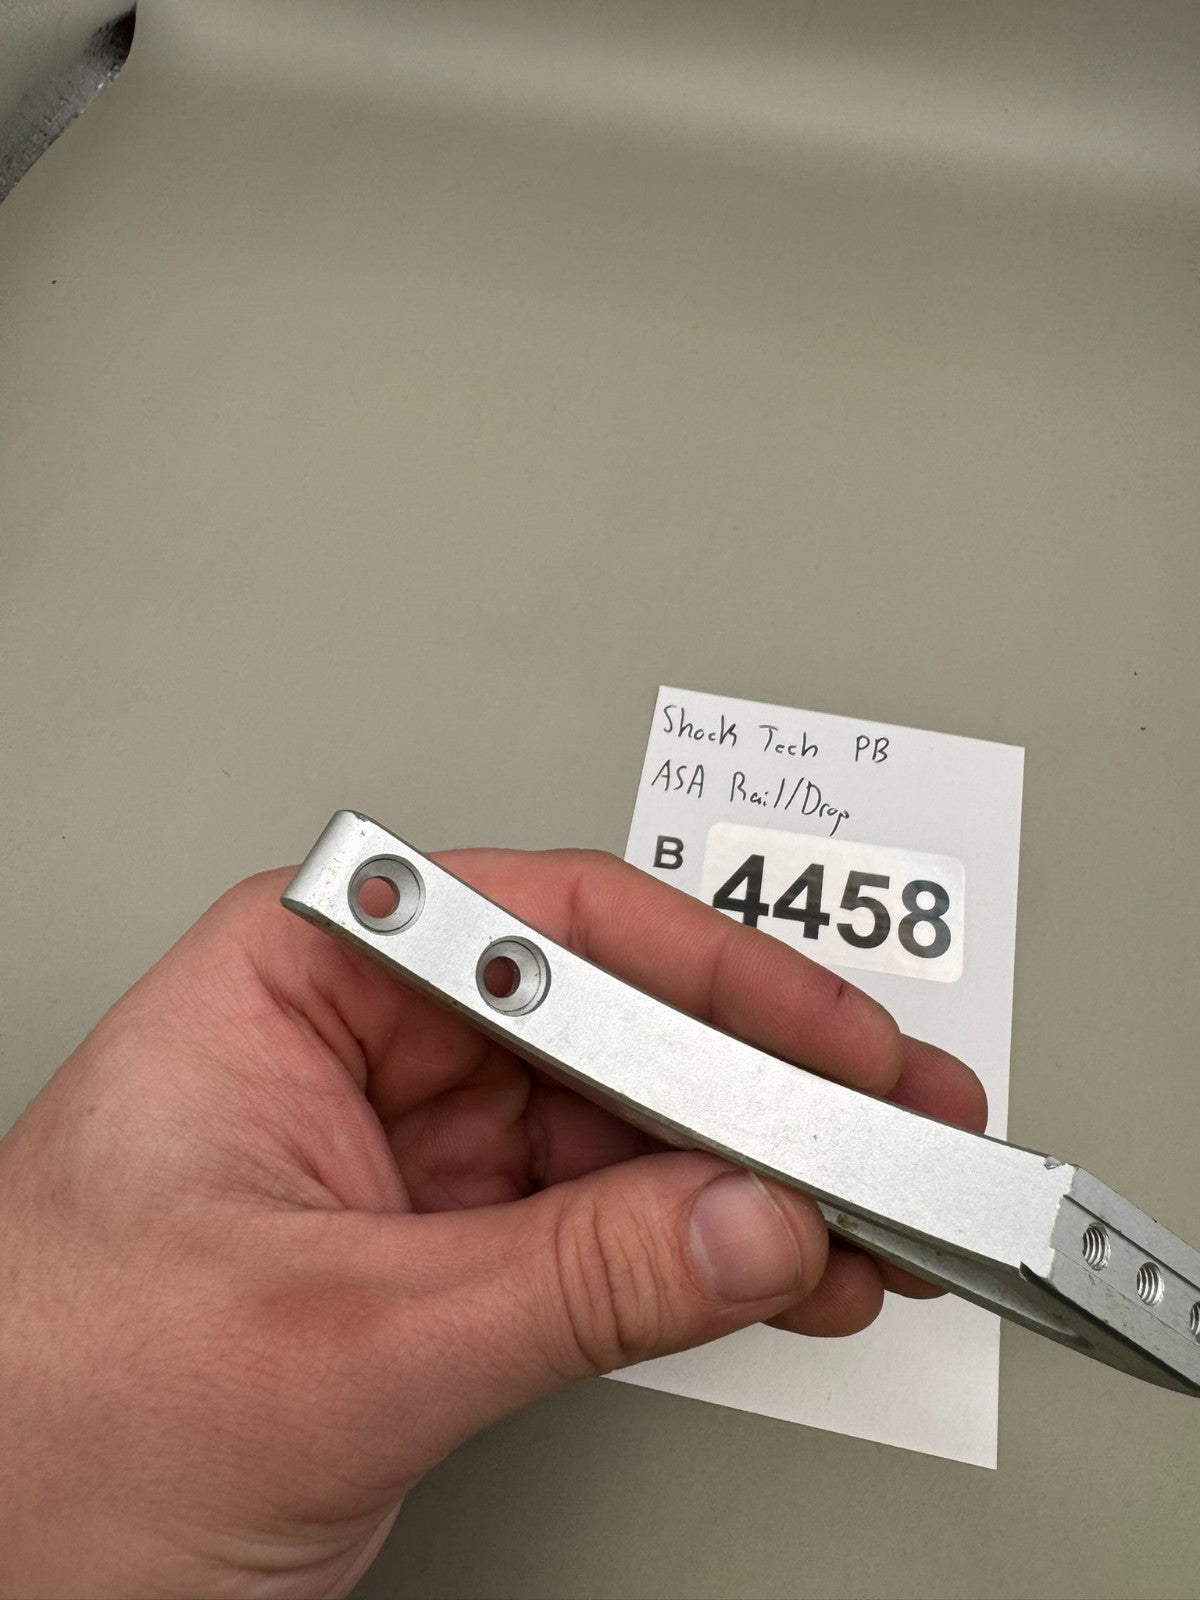 Shock Tech PB
ASA Rail/Drop
B 4458